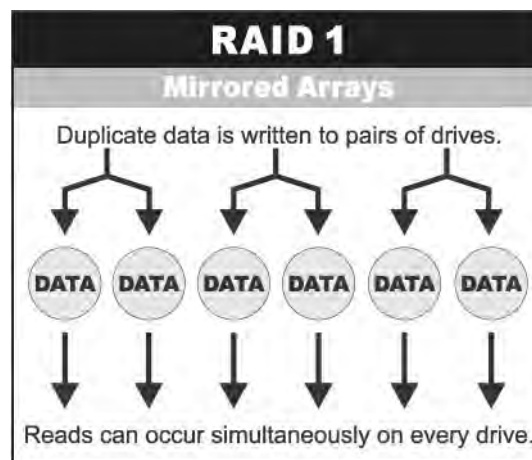 RAID 1
Mirrored Arrays
Duplicate data is written to pairs of drives.
DATA DATA DATA DATA DATA DATA
Reads can occur simultaneously on every drive.